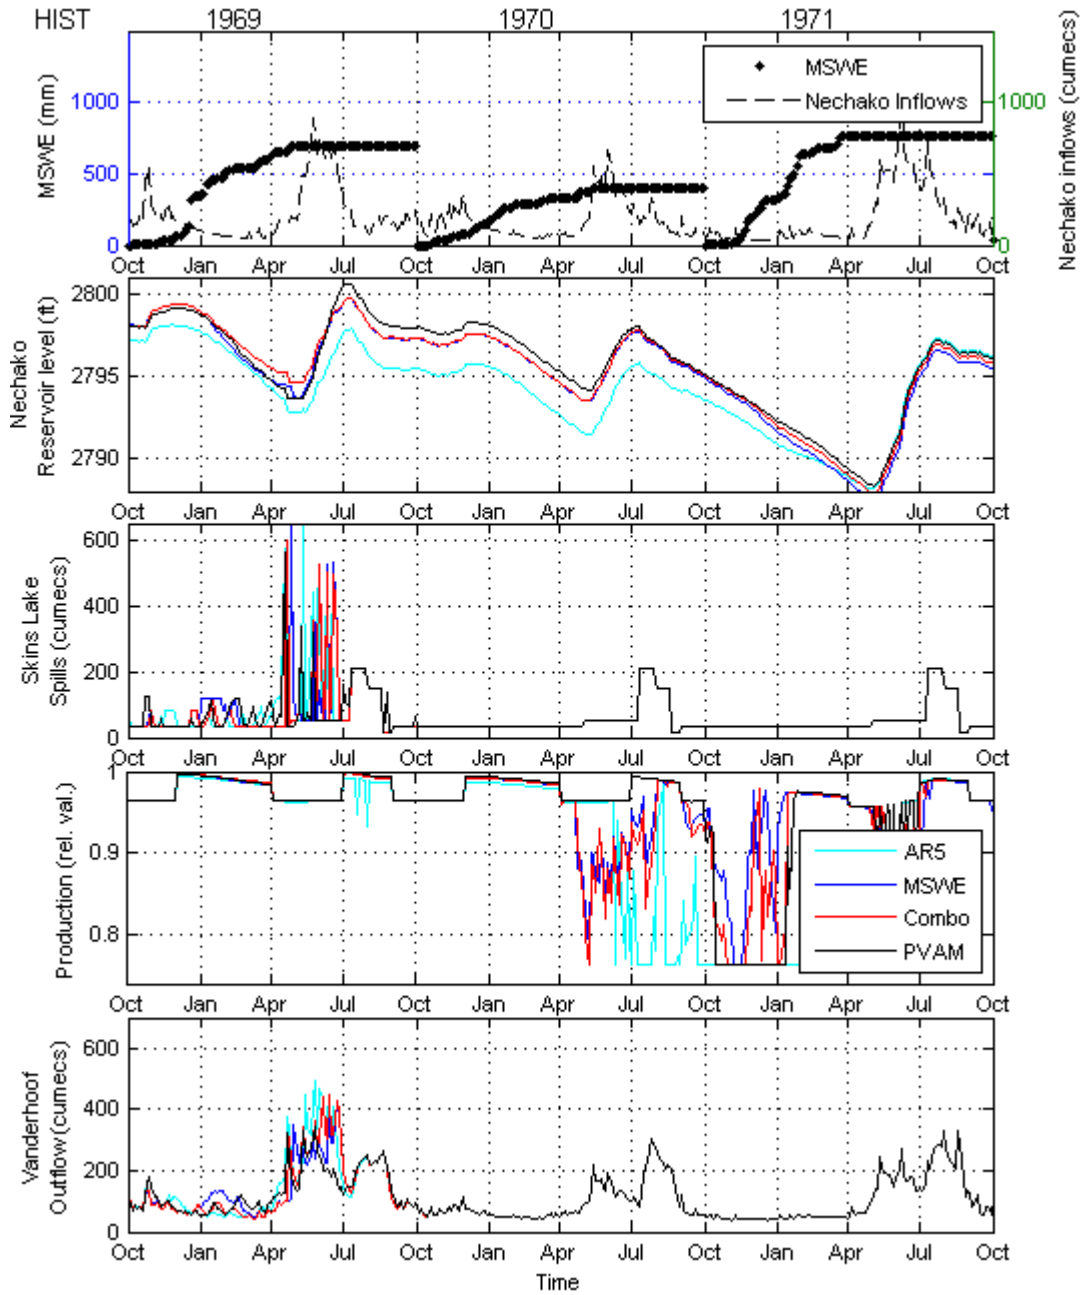 HIST 1969 1970 1971
MSWE (mm)
1000
500
0
Nechako inflows (cumecs)
1000
0
MSWE
Nechako Inflows
Oct Jan Apr Jul Oct Jan Apr Jul Oct Jan Apr Jul Oct
Nechako
Reservoir level (ft)
2800
2795
2790
Oct Jan Apr Jul Oct Jan Apr Jul Oct Jan Apr Jul Oct
Skins Lake
Spills (cumecs)
600
400
200
0
Oct Jan Apr Jul Oct Jan Apr Jul Oct Jan Apr Jul Oct
Production (rel. val.)
1
0.9
0.8
AR5
MSWE
Combo
PVAM
Oct Jan Apr Jul Oct Jan Apr Jul Oct Jan Apr Jul Oct
Vanderhoof
Outflow (cumecs)
600
400
200
0
Oct Jan Apr Jul Oct Jan Apr Jul Oct Jan Apr Jul Oct
Time